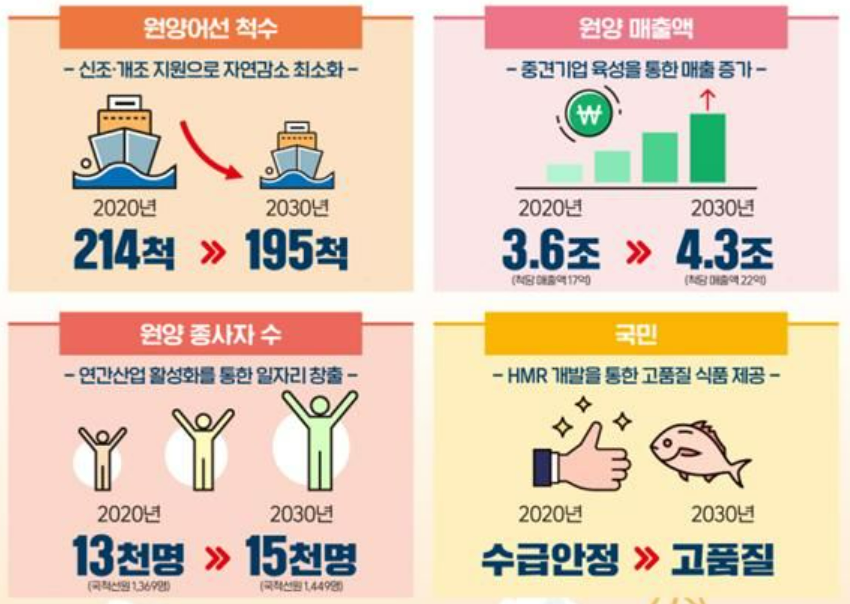 원양어선 척수
- 신조·개조 지원으로 자연감소 최소화 -
2020년
2030년
214척 » 195척
원양 매출액
- 중견기업 육성을 통한 매출 증가 -
₩
2020년
2030년
3.6조 » 4.3조
(척당 매출액 17억)
(척당 매출액 22억)
원양 종사자 수
- 연간산업 활성화를 통한 일자리 창출 -
2020년
2030년
13천명 » 15천명
(국적선원 1,369명)
(국적선원 1,449명)
국민
- HMR 개발을 통한 고품질 식품 제공 -
2020년
2030년
수급안정 » 고품질